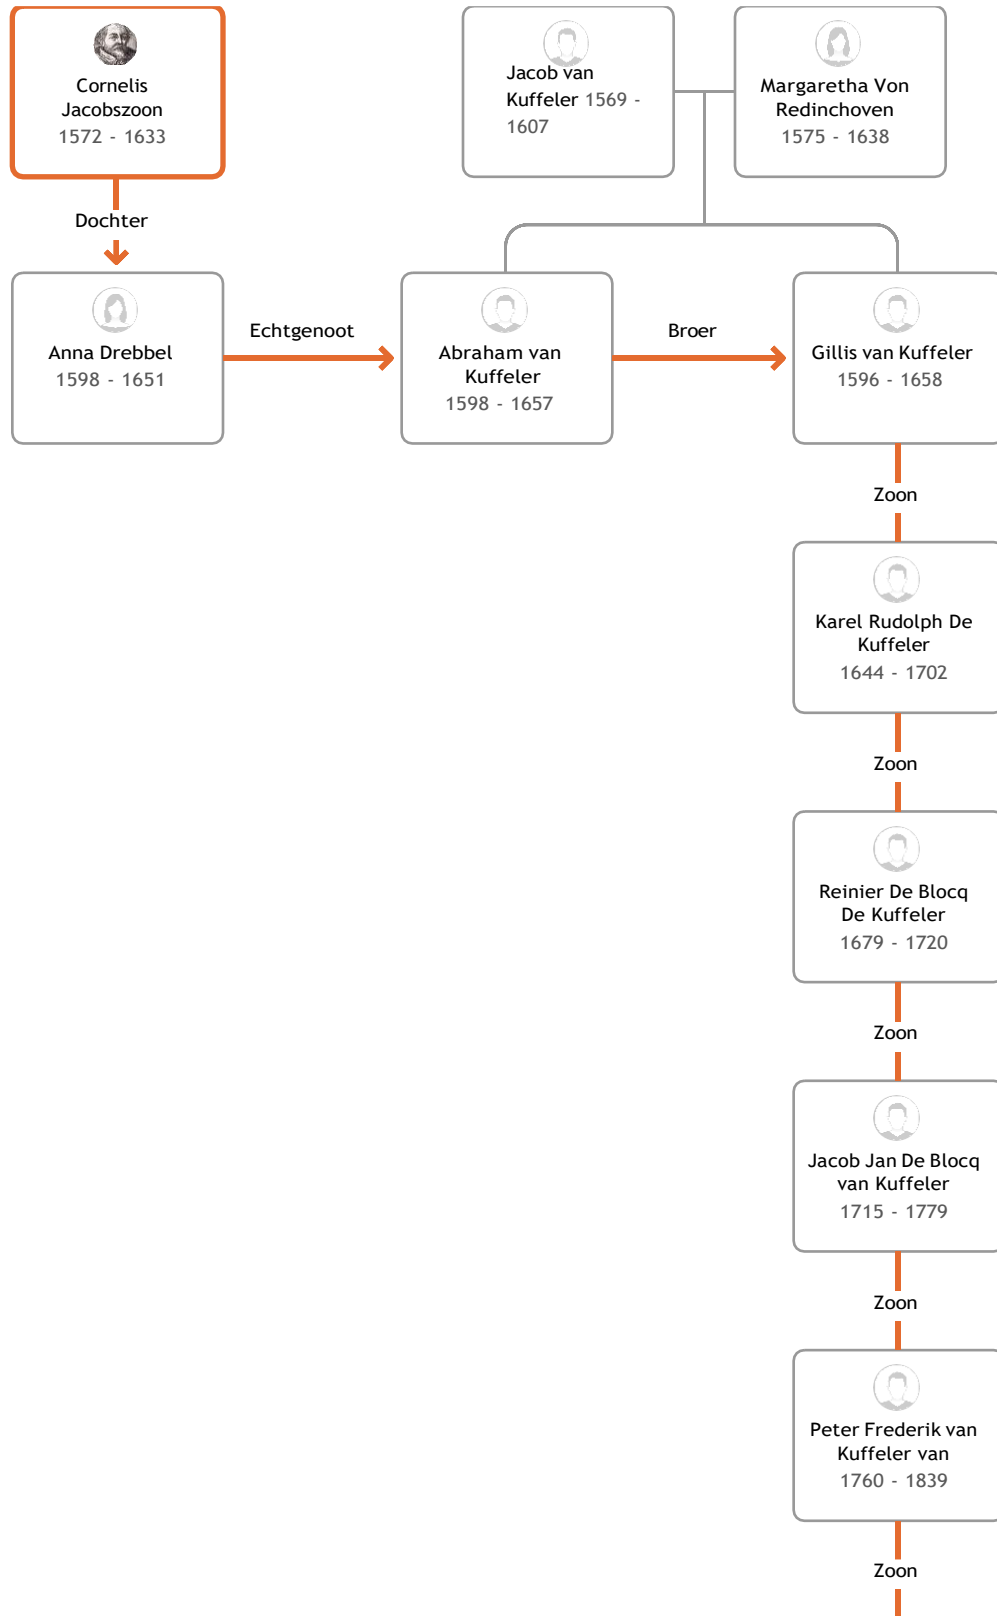 Cornelis
Jacobszoon
1572 - 1633
Jacob van
Kuffeler 1569 -
1607
Margaretha Von
Redinchoven
1575 - 1638
Dochter
Anna Drebbel
1598 - 1651
Echtgenoot
Abraham van
Kuffeler
1598 - 1657
Broer
Gillis van Kuffeler
1596 - 1658
Zoon
Karel Rudolph De
Kuffeler
1644 - 1702
Zoon
Reinier De Blocq
De Kuffeler
1679 - 1720
Zoon
Jacob Jan De Blocq
van Kuffeler
1715 - 1779
Zoon
Peter Frederik van
Kuffeler van
1760 - 1839
Zoon